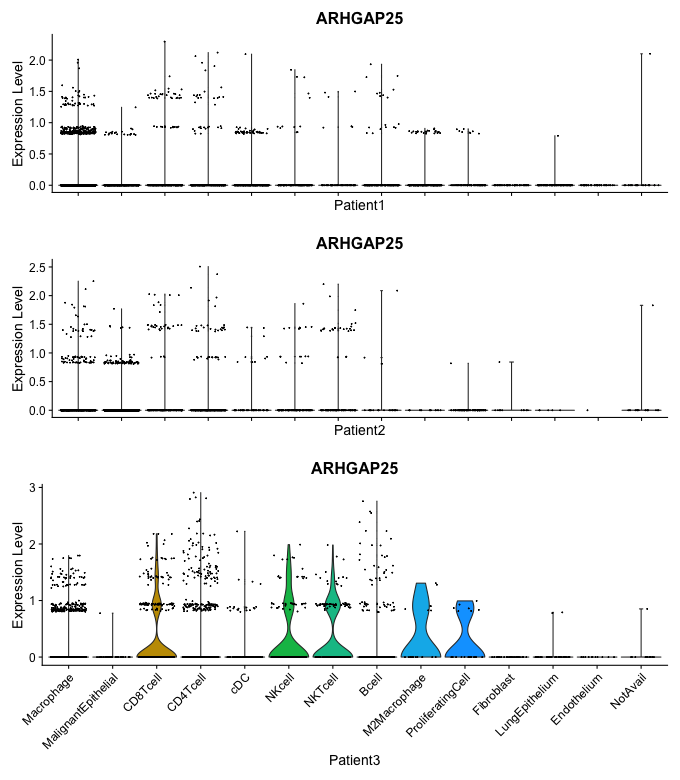 ARHGAP25
Expression Level
2.0
1.5
1.0
0.5
0.0
Patient1
ARHGAP25
Expression Level
2.5
2.0
1.5
1.0
0.5
0.0
Patient2
ARHGAP25
Expression Level
3
2
1
0
Macrophage
MalignantEpithelial
CD8Tcell
CD4Tcell
cDC
NKcell
NKTcell
Bcell
M2Macrophage
ProliferatingCell
Fibroblast
LungEpithelium
Endothelium
NotAvail
Patient3